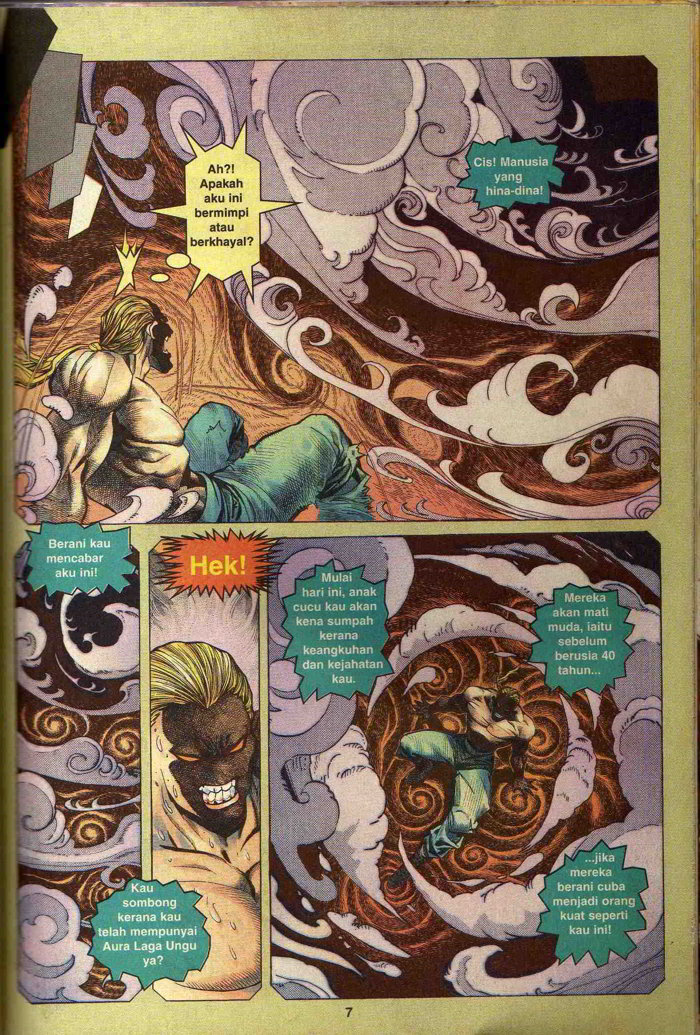 Ah?!
Apakah
aku ini
bermimpi
atau
berkhayal?
Cis! Manusia
yang
hina-dina!
Berani kau
mencabar
aku ini!
Hek!
Kau
sombong
kerana kau
telah mempunyai
Aura Laga Ungu
ya?
Mulai
hari ini, anak
cucu kau akan
kena sumpah
kerana
keangkuhan
dan kejahatan
kau.
Mereka
akan mati
muda, iaitu
sebelum
berusia 40
tahun...
...jika
mereka
berani cuba
menjadi orang
kuat seperti
kau ini!
7